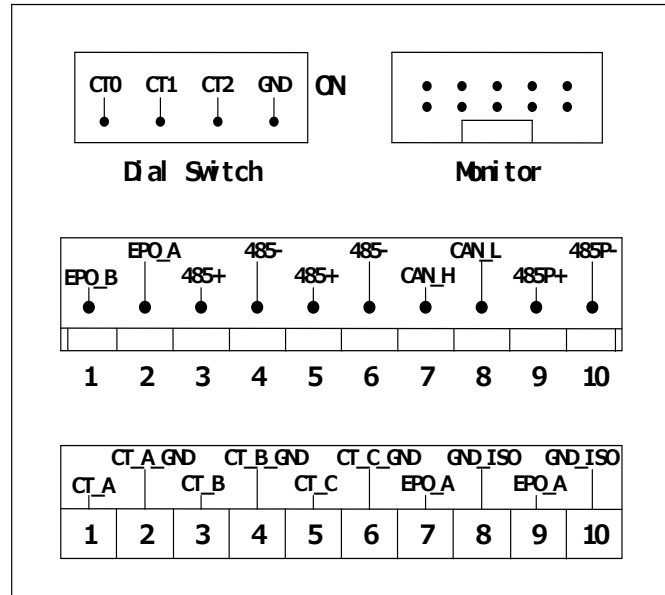 CT0 CT1 CT2 GND ON
Dial Switch Monitor
EPO_A 485- 485- CAN_L 485P-
EPO_B 485+ 485+ CAN_H 485P+
1 2 3 4 5 6 7 8 9 10
CT_A_GND CT_B_GND CT_C_GND GND_ISO GND_ISO
CT_A CT_B CT_C EPO_A EPO_A
1 2 3 4 5 6 7 8 9 10